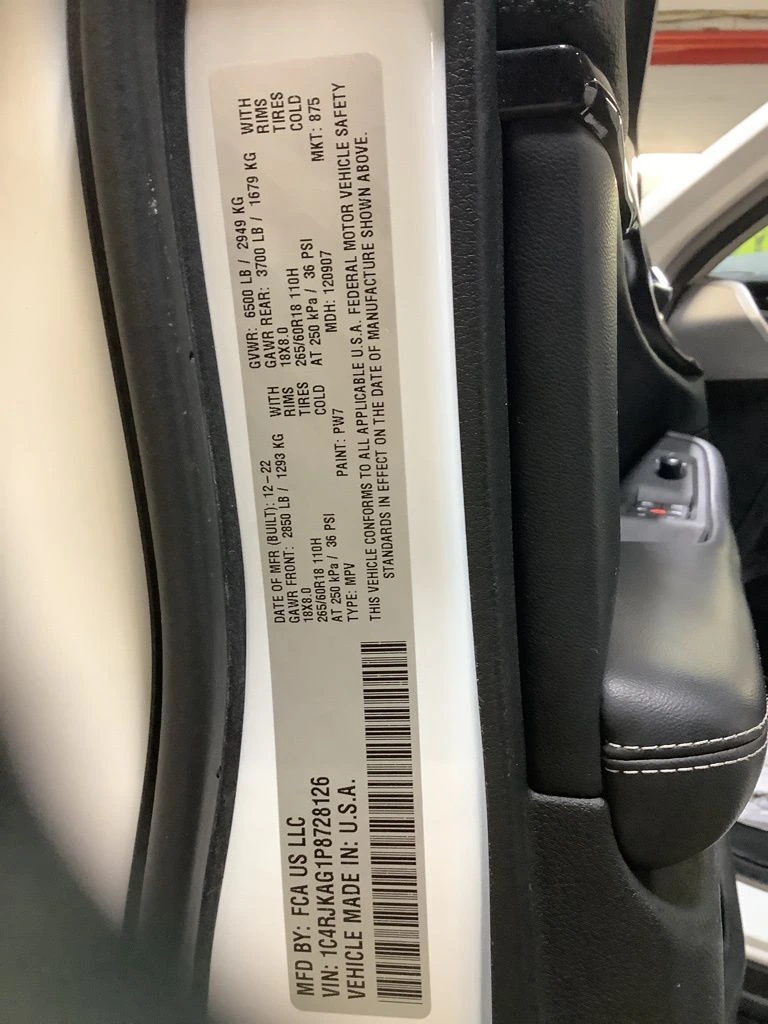 MFD BY: FCA US LLC
VIN: 1C4RJKAG1P8728126
VEHICLE MADE IN: U.S.A.
DATE OF MFR (BUILT): 12-22
GAWR FRONT: 2850 LB / 1293 KG WITH
18X8.0 RIMS
265/60R18 110H TIRES
AT 250 kPa / 36 PSI COLD
TYPE: MPV PAINT: PW7
GVWR: 6500 LB / 2949 KG
GAWR REAR: 3700 LB / 1679 KG WITH
18X8.0 RIMS
265/60R18 110H TIRES
AT 250 kPa / 36 PSI COLD
MDH: 120907 MKT: 875
THIS VEHICLE CONFORMS TO ALL APPLICABLE U.S.A. FEDERAL MOTOR VEHICLE SAFETY
STANDARDS IN EFFECT ON THE DATE OF MANUFACTURE SHOWN ABOVE.